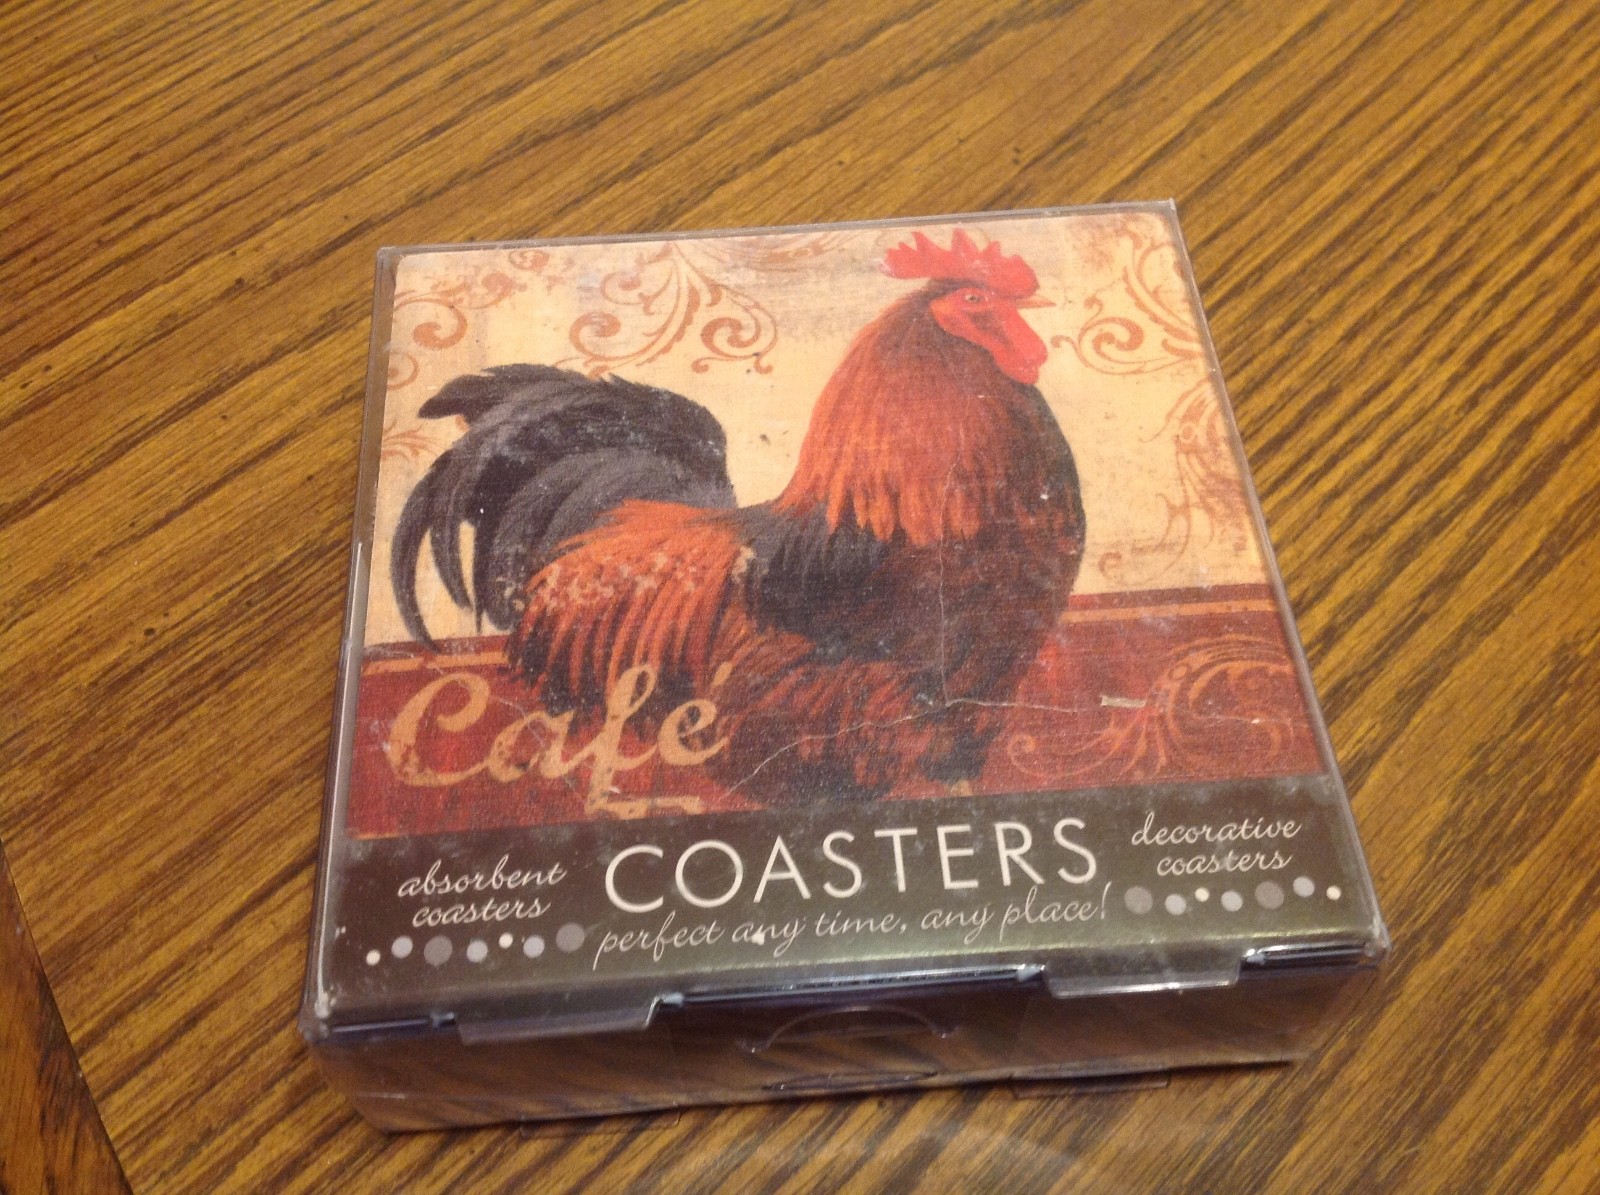 Café
absorbent
coasters
COASTERS
perfect any time, any place!
decorative
coasters